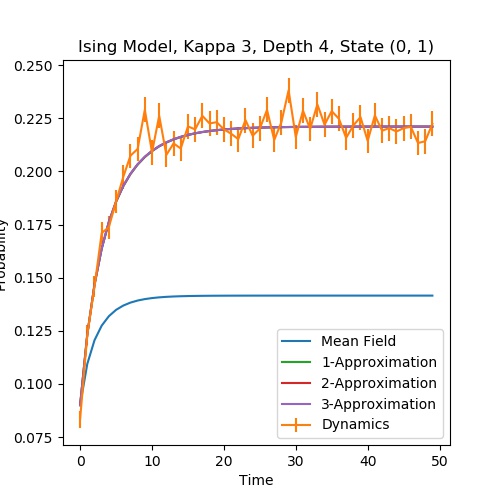 Ising Model, Kappa 3, Depth 4, State (0, 1)
0.250
0.225
0.200
0.175
0.150
0.125
0.100
0.075
Probability
0
10
20
30
40
50
Time
Mean Field
1-Approximation
2-Approximation
3-Approximation
Dynamics